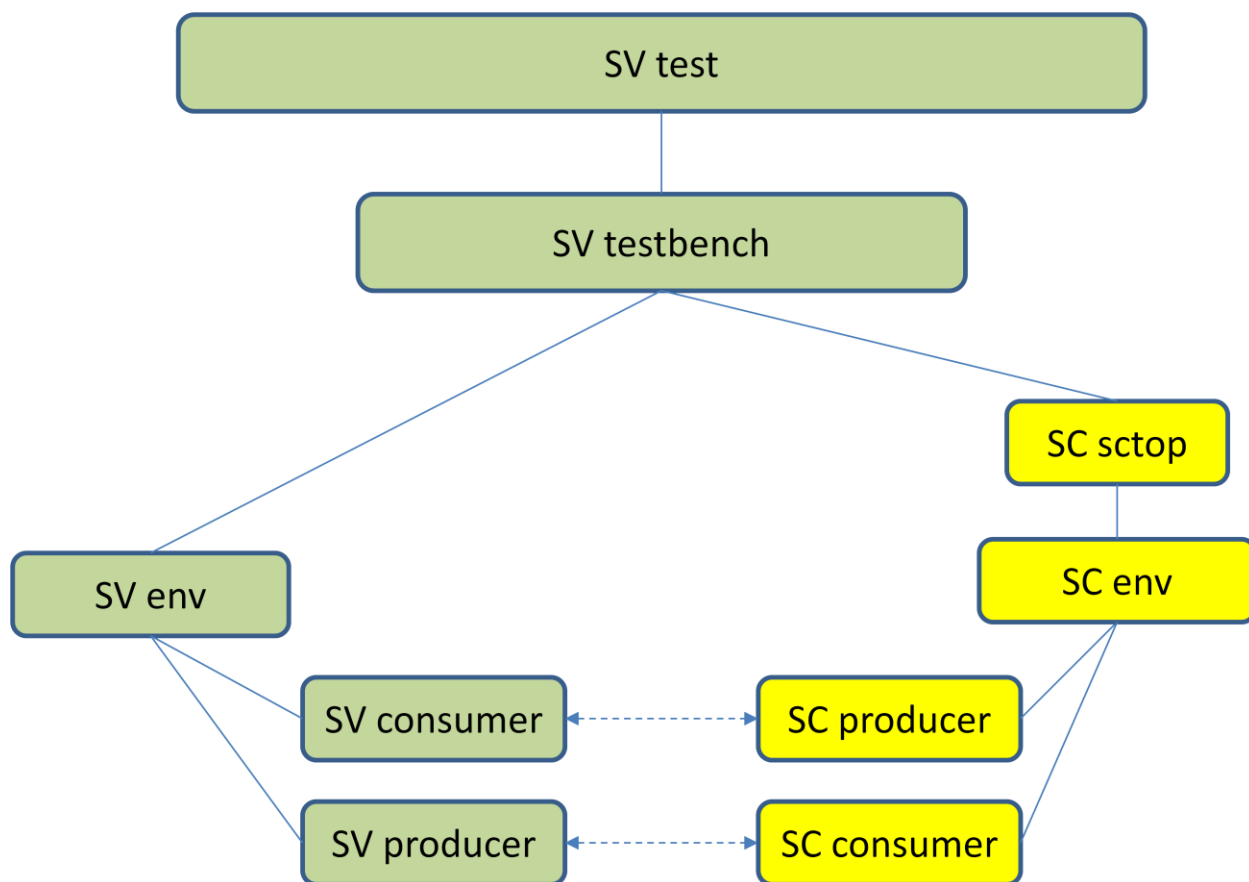 SV test
SV testbench
SC sctop
SV env
SC env
SV consumer
SC producer
SV producer
SC consumer